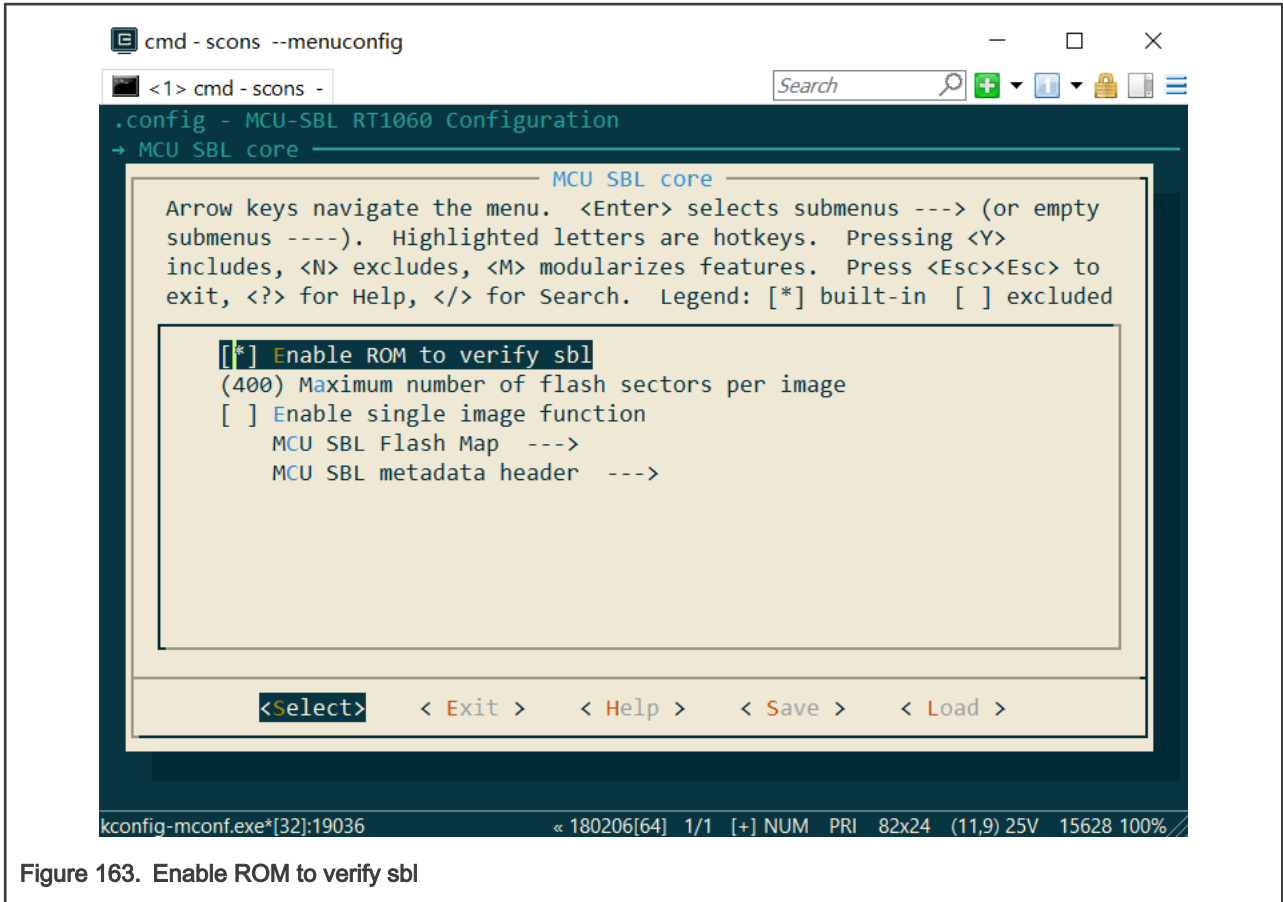 cmd - scons  --menuconfig
<1> cmd - scons  -
Search
.config - MCU-SBL RT1060 Configuration
→ MCU SBL core
MCU SBL core
Arrow keys navigate the menu.  <Enter> selects submenus ---> (or empty
submenus ----).  Highlighted letters are hotkeys.  Pressing <Y>
includes, <N> excludes, <M> modularizes features.  Press <Esc><Esc> to
exit, <?> for Help, </> for Search.  Legend: [*] built-in  [ ] excluded
[*] Enable ROM to verify sbl
(400) Maximum number of flash sectors per image
[ ] Enable single image function
MCU SBL Flash Map  --->
MCU SBL metadata header  --->
<Select>    < Exit >    < Help >    < Save >    < Load >
kconfig-mconf.exe*[32]:19036    « 180206[64]  1/1  [+] NUM  PRI  82x24  (11,9) 25V  15628 100%
Figure 163.  Enable ROM to verify sbl